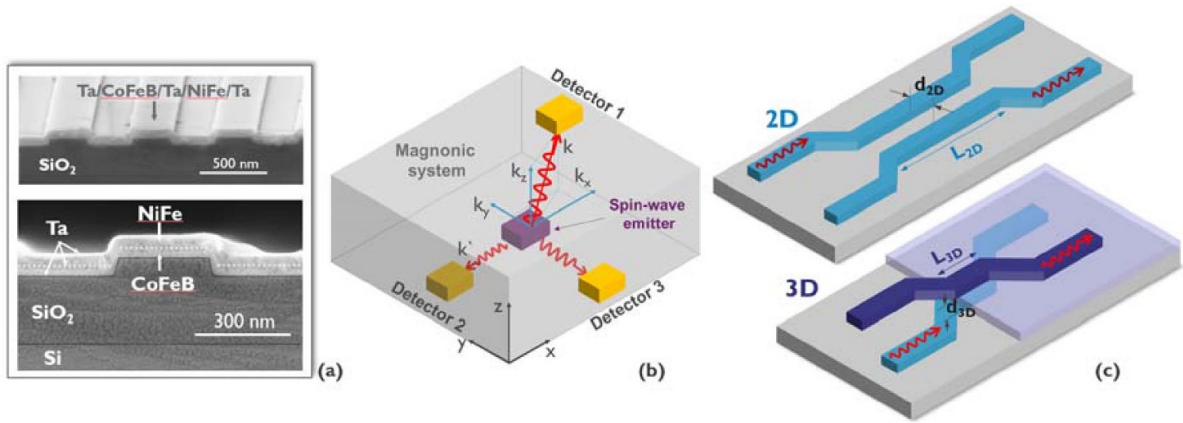 Ta/CoFeB/Ta/NiFe/Ta
SiO2
500 nm
NiFe
Ta
CoFeB
SiO2
300 nm
Si
(a)
Detector 1
Magnonic
system
k
kz
kx
ky
Spin-wave
emitter
k`
Detector 2
Detector 3
z
y
x
(b)
2D
d2D
L2D
3D
L3D
d3D
(c)